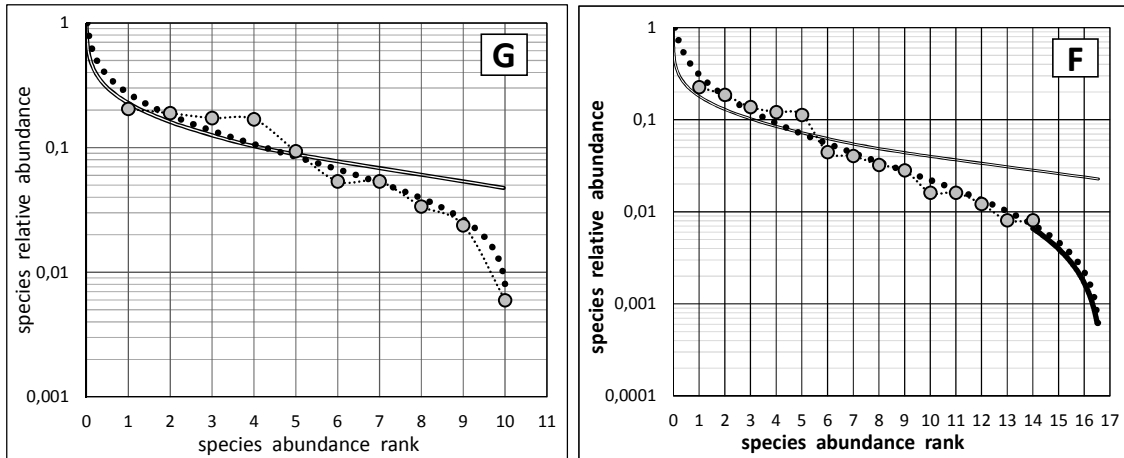 G
species relative abundance
1
0,1
0,01
0,001
0 1 2 3 4 5 6 7 8 9 10 11
species abundance rank
F
species relative abundance
1
0,1
0,01
0,001
0,0001
0 1 2 3 4 5 6 7 8 9 10 11 12 13 14 15 16 17
species abundance rank